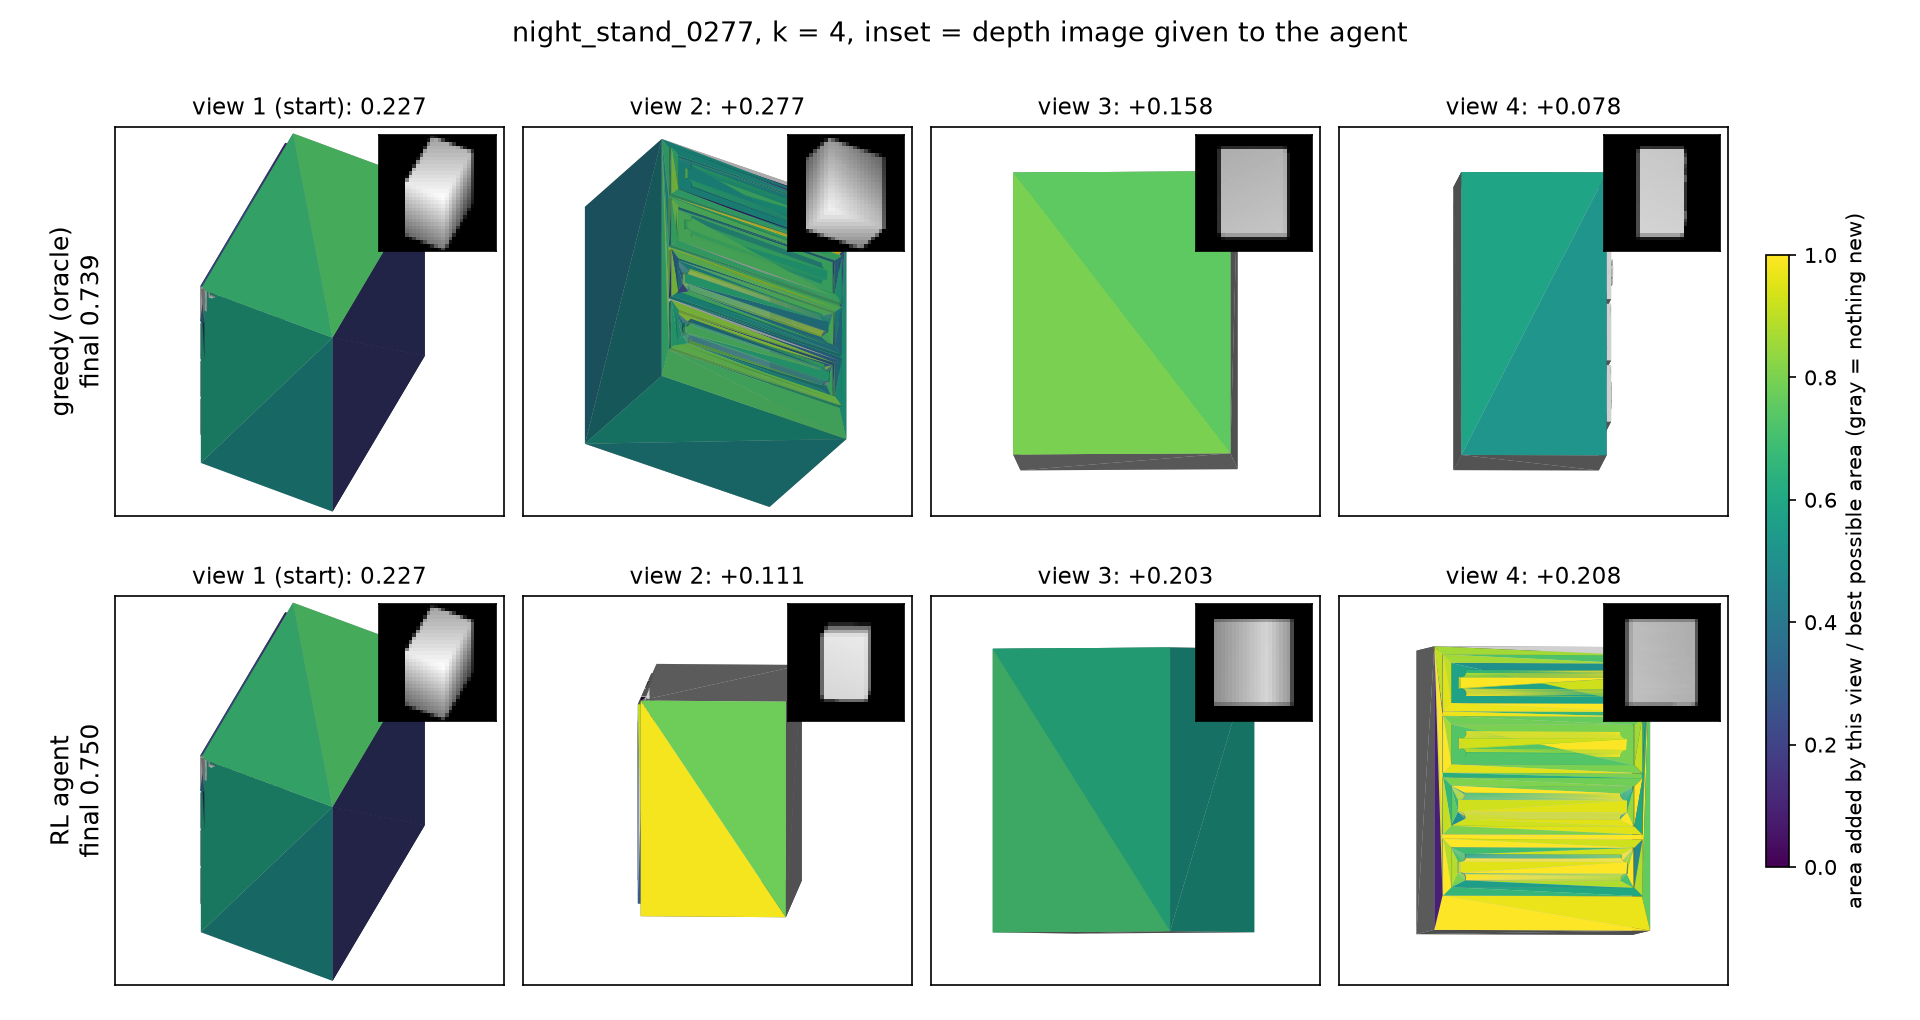 night_stand_0277, k = 4, inset = depth image given to the agent
greedy (oracle)
final 0.739
view 1 (start): 0.227
view 2: +0.277
view 3: +0.158
view 4: +0.078
RL agent
final 0.750
view 1 (start): 0.227
view 2: +0.111
view 3: +0.203
view 4: +0.208
1.0
0.8
0.6
0.4
0.2
0.0
area added by this view / best possible area (gray = nothing new)